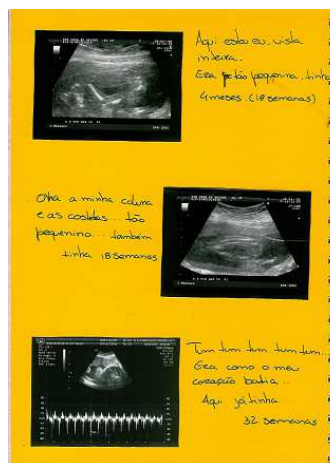 Aqui estou eu, vista
inteira.
Era tão pequenina, tinha
4 meses (18 semanas)
Olha a minha coluna
e as costelas... tão
pequenino... também
tinha 18 semanas
Tum tum tum tum tum
Era como o meu
coração batia...
Aqui já tinha
32 semanas